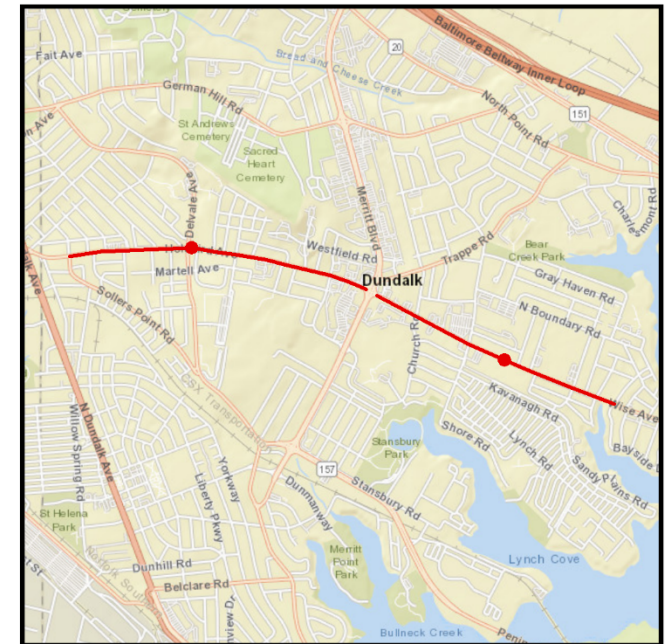 Baltimore Beltway Inner Loop
20
Fait Ave
Bread and Cheese Creek
German Hill Rd
North Point Rd
151
St Andrews
Cemetery
Sacred
Heart
Cemetery
Delvale Ave
Merritt Blvd
Westfield Rd
Trappe Rd
Bear
Creek Park
Martell Ave
Dundalk
Gray Haven Rd
Sollers Point Rd
N Boundary Rd
Church Rd
CSX Transportation
Kavanagh Rd
Wise Ave
N Dundalk Ave
Willow Spring Rd
Shore Rd
Lynch Rd
Stansbury
Park
Sandy Plains Rd
Bayside
157
Stansbury Rd
Yorkway
Liberty Pkwy
Dunmanway
St Helena
Park
Lynch Cove
Merritt
Point
Park
Dunhill Rd
Norfolk Southern
Belclare Rd
Bullneck Creek